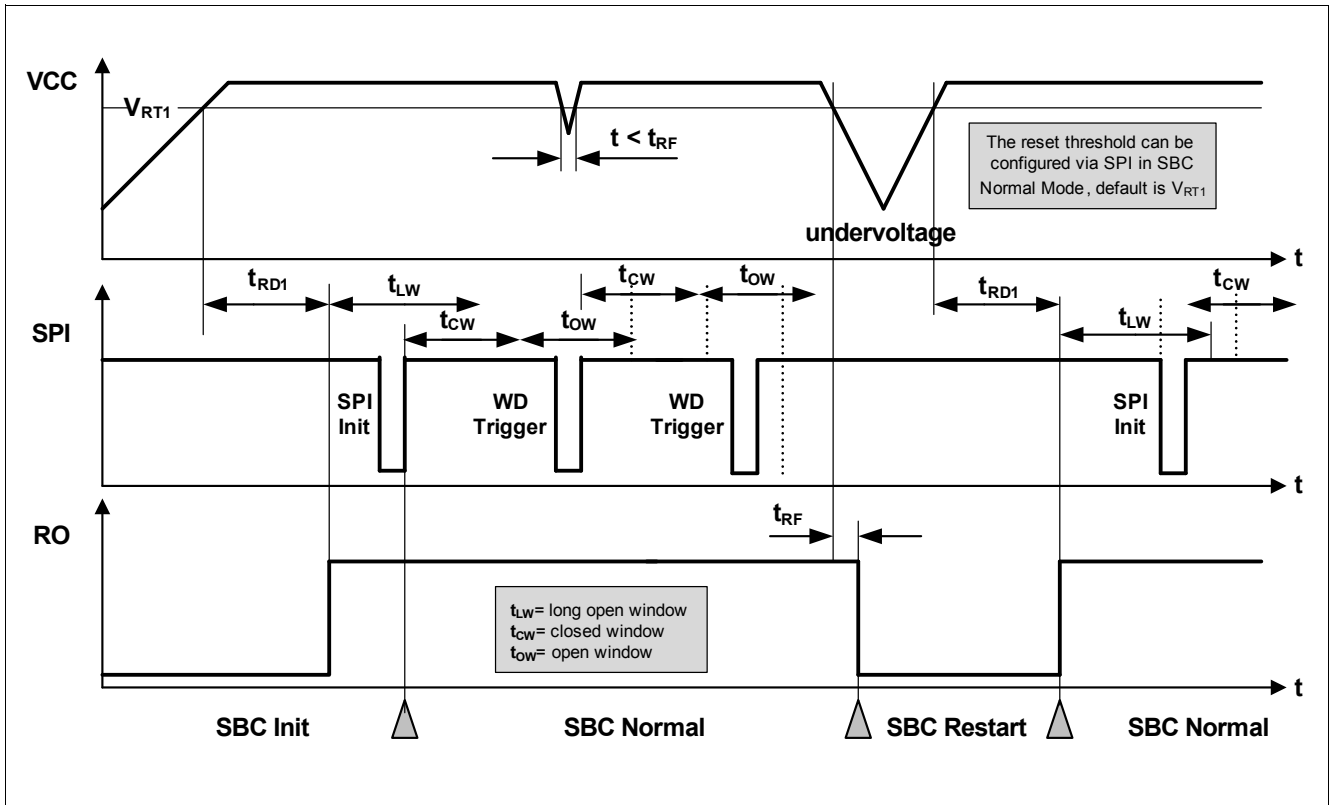 VCC
VRT1
t < tRF
The reset threshold can be
configured via SPI in SBC
Normal Mode, default is VRT1
undervoltage
t
tRD1
tLW
tCW
tOW
tCW
tOW
tRD1
tLW
tCW
SPI
SPI
Init
WD
Trigger
WD
Trigger
SPI
Init
t
RO
tRF
tLW= long open window
tCW= closed window
tOW= open window
t
SBC Init
SBC Normal
SBC Restart
SBC Normal